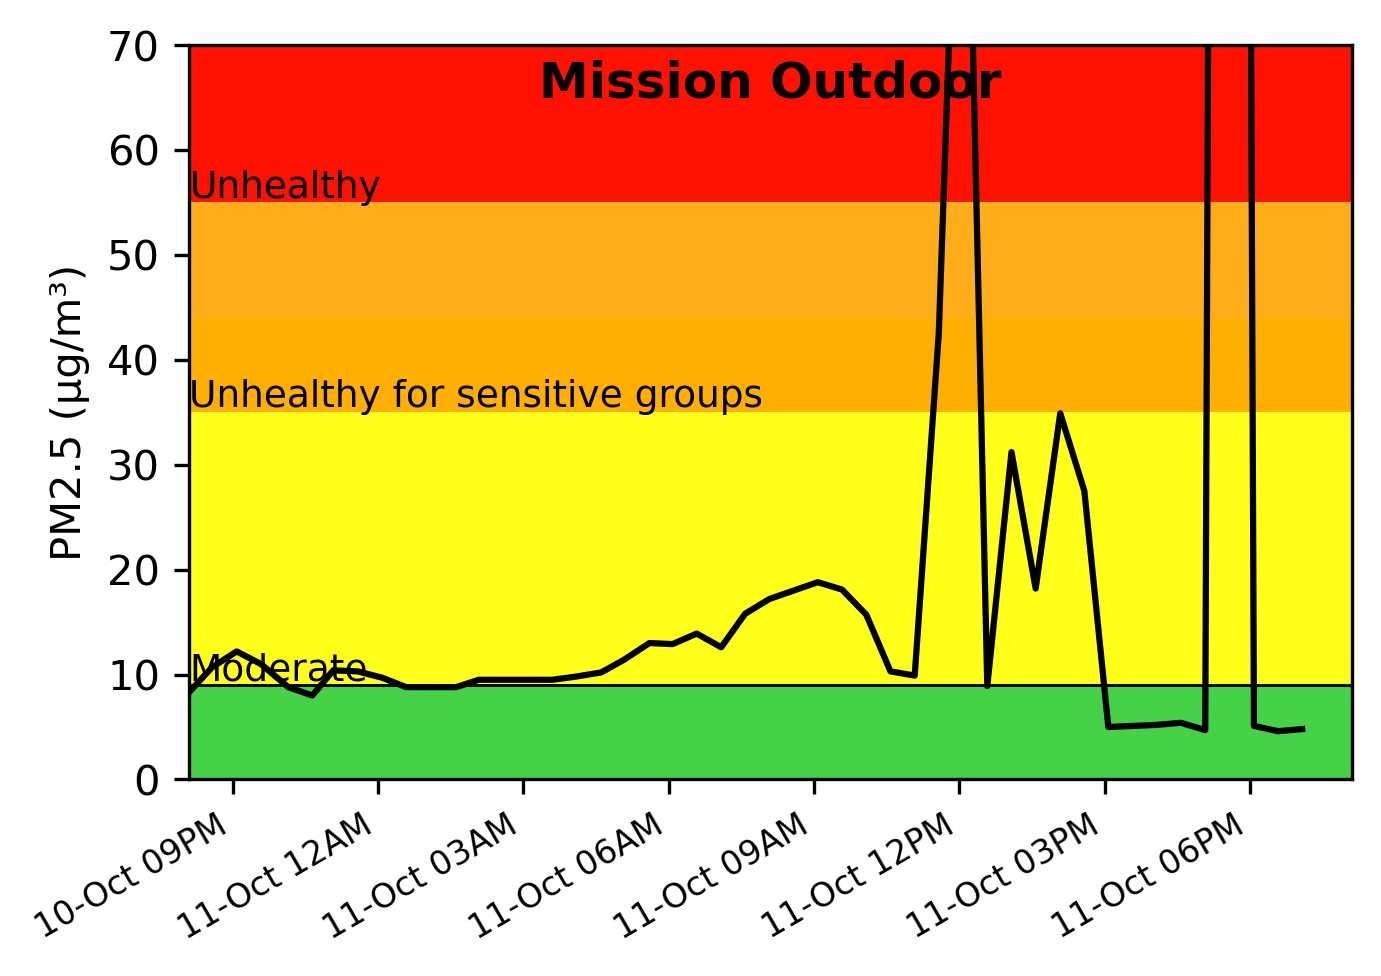 Mission Outdoor
PM2.5 (µg/m³)
70
60
Unhealthy
50
40
Unhealthy for sensitive groups
30
20
10
Moderate
0
10-Oct 09PM
11-Oct 12AM
11-Oct 03AM
11-Oct 06AM
11-Oct 09AM
11-Oct 12PM
11-Oct 03PM
11-Oct 06PM